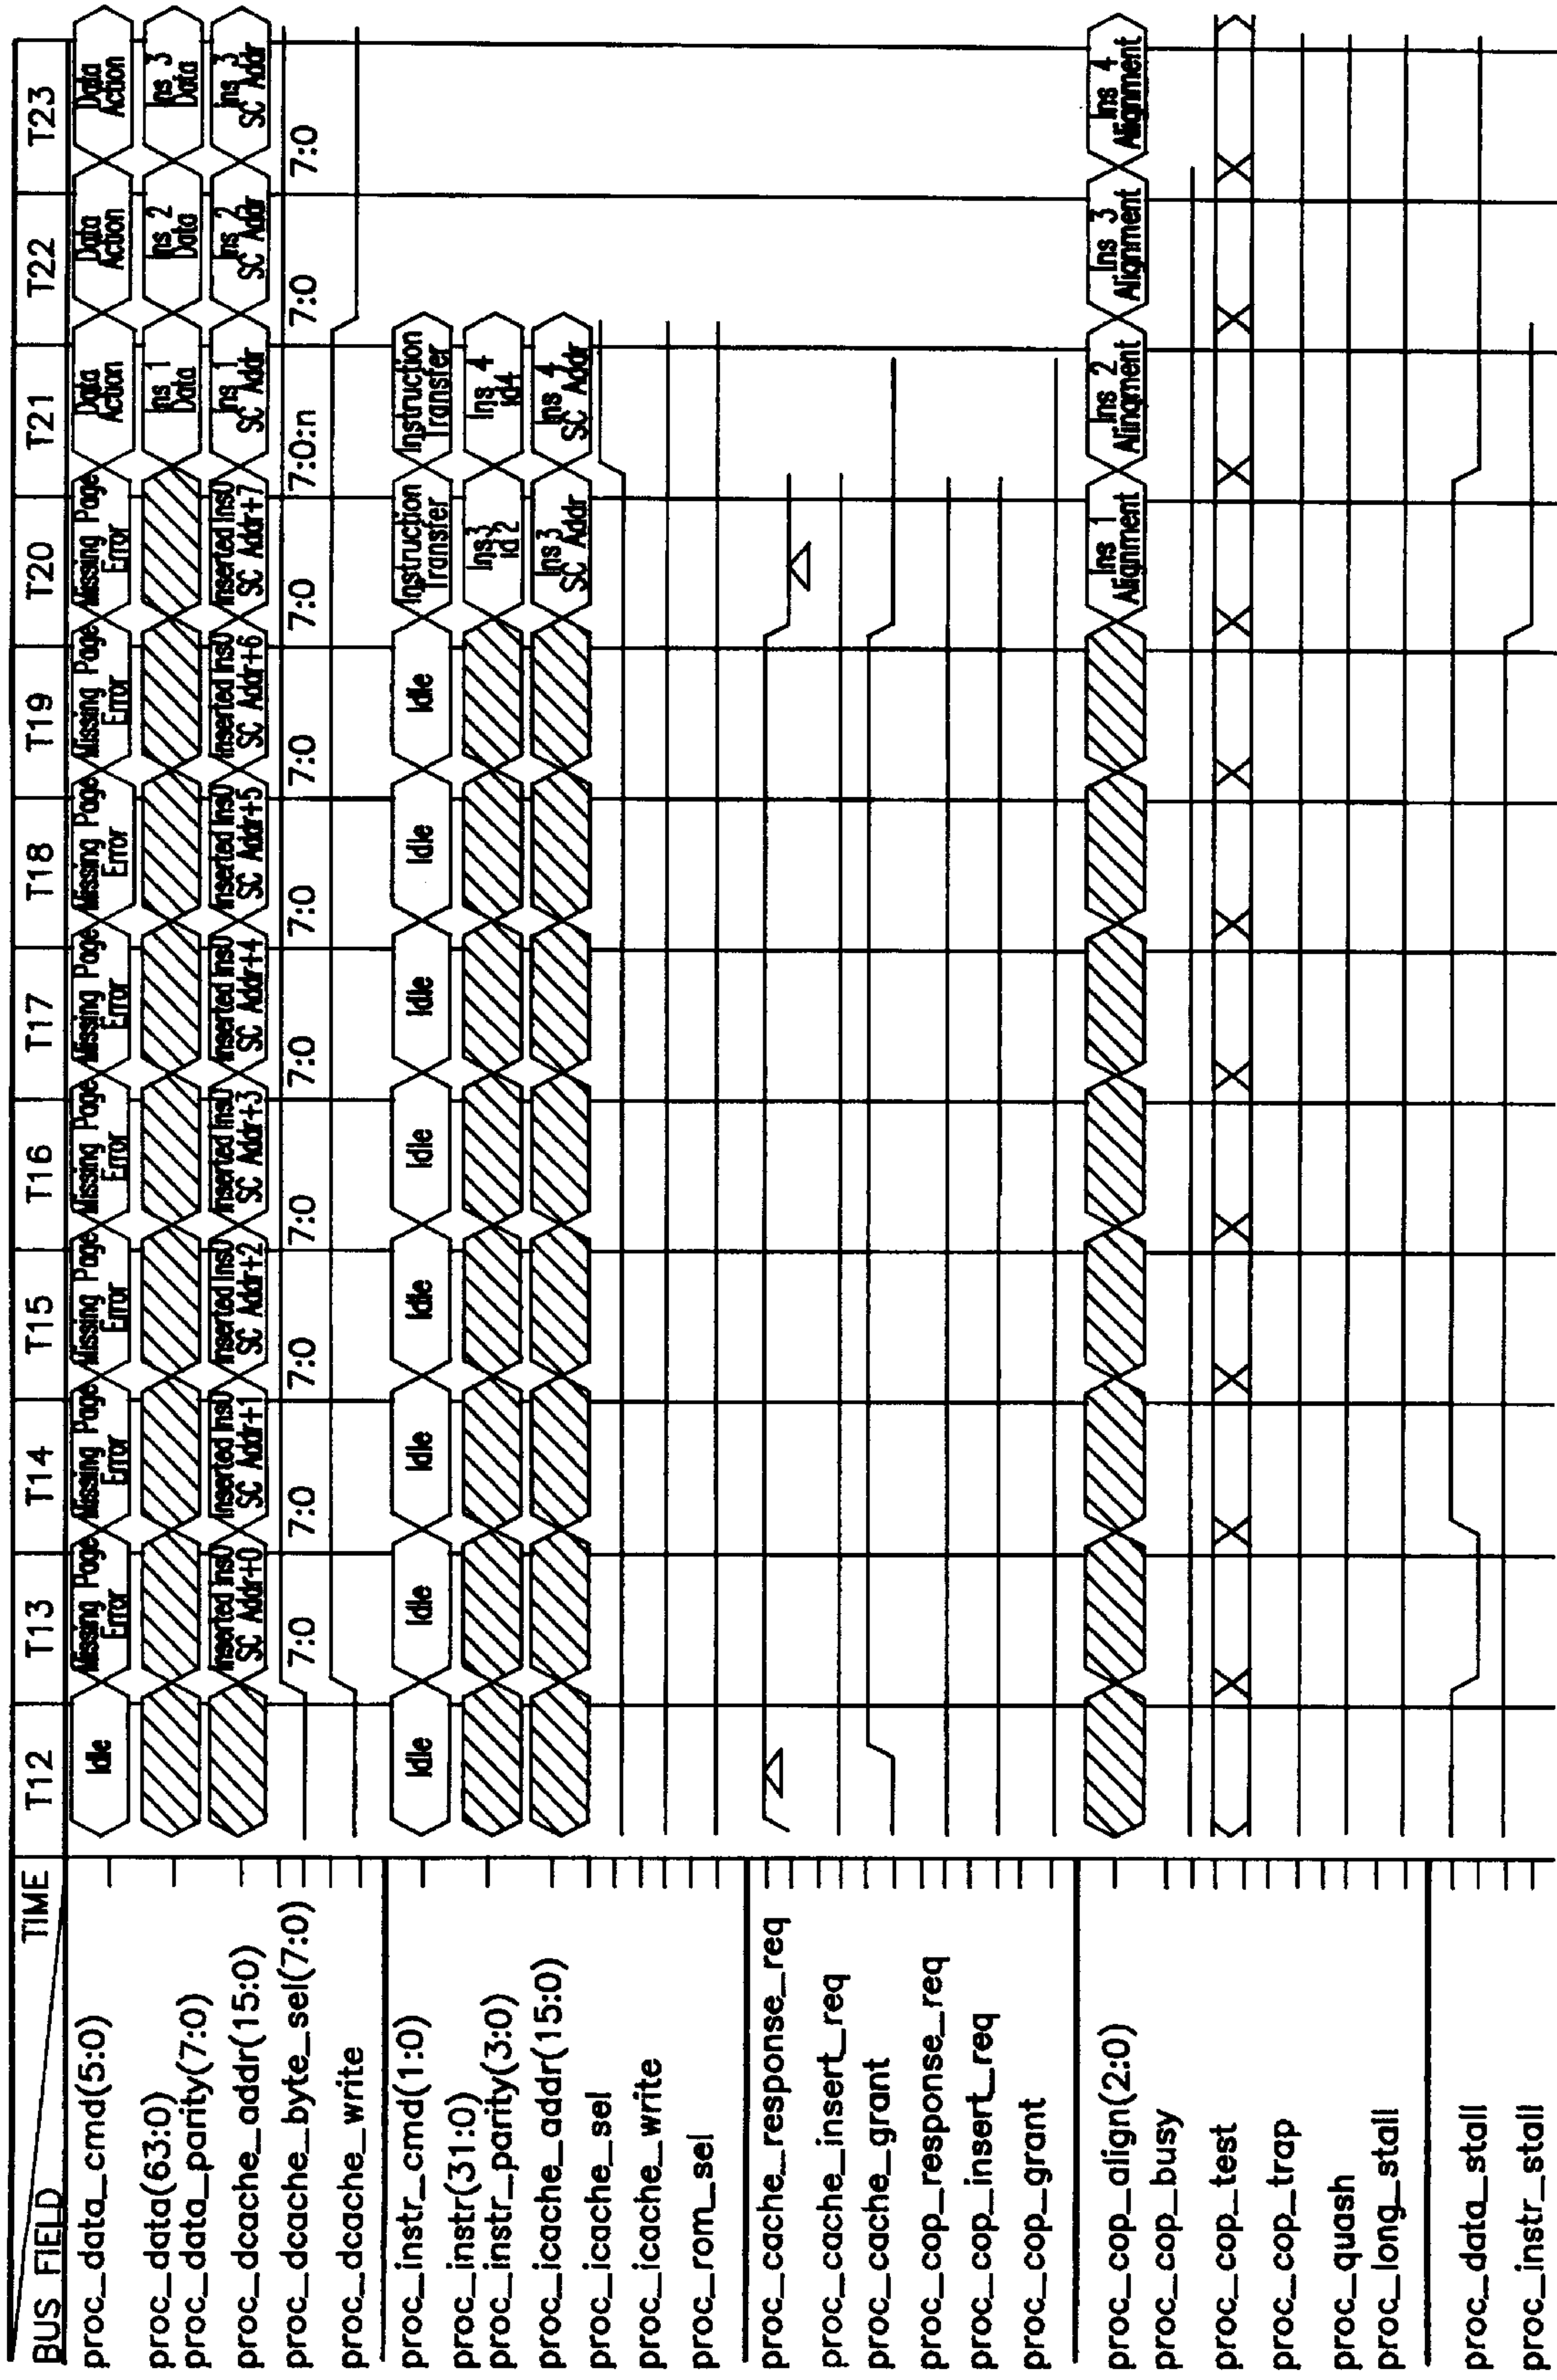 BUS FIELD TIME T12 T13 T14 T15 T16 T17 T18 T19 T20 T21 T22 T23
proc_data_cmd(5:0) Idle Missing Page Error Missing Page Error Missing Page Error Missing Page Error Missing Page Error Missing Page Error Missing Page Error Missing Page Error Data Action Data Action Data Action
proc_data(63:0)
proc_data_parity(7:0) Ins 1 Data Ins 2 Data Ins 3 Data
proc_dcache_addr(15:0) Inserted Ins0 SC Addr+0 Inserted Ins0 SC Addr+1 Inserted Ins0 SC Addr+2 Inserted Ins0 SC Addr+3 Inserted Ins0 SC Addr+4 Inserted Ins0 SC Addr+5 Inserted Ins0 SC Addr+6 Inserted Ins0 SC Addr+7 Ins 1 SC Addr Ins 2 SC Addr Ins 3 SC Addr
proc_dcache_byte_sel(7:0) 7:0 7:0 7:0 7:0 7:0 7:0 7:0 7:0 7:0:n 7:0 7:0
proc_dcache_write
proc_instr_cmd(1:0) Idle Idle Idle Idle Idle Idle Idle Idle Instruction Transfer Instruction Transfer
proc_instr(31:0)
proc_instr_parity(3:0) Ins 3 Id 2 Ins 4 Id4
proc_icache_addr(15:0) Ins 3 SC Addr Ins 4 SC Addr
proc_icache_sel
proc_icache_write
proc_rom_sel
proc_cache_response_req
proc_cache_insert_req
proc_cache_grant
proc_cop_response_req
proc_cop_insert_req
proc_cop_grant
proc_cop_align(2:0) Ins 1 Alignment Ins 2 Alinqment Ins 3 Alignment Ins 4 Alignment
proc_cop_busy
proc_cop_test
proc_cop_trap
proc_quash
proc_long_stall
proc_data_stall
proc_instr_stall